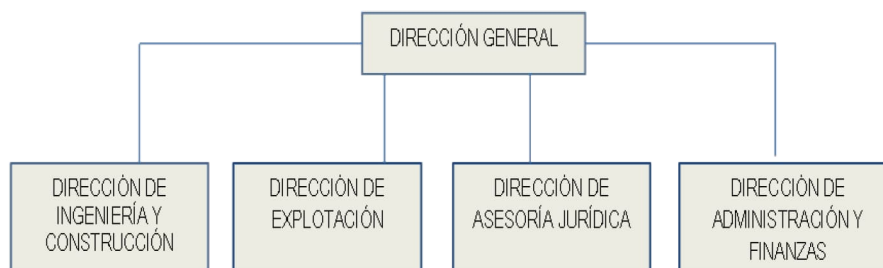 DIRECCIÓN GENERAL
DIRECCIÓN DE
INGENIERÍA Y
CONSTRUCCIÓN
DIRECCIÓN DE
EXPLOTACIÓN
DIRECCIÓN DE
ASESORÍA JURÍDICA
DIRECCIÓN DE
ADMINISTRACIÓN Y
FINANZAS